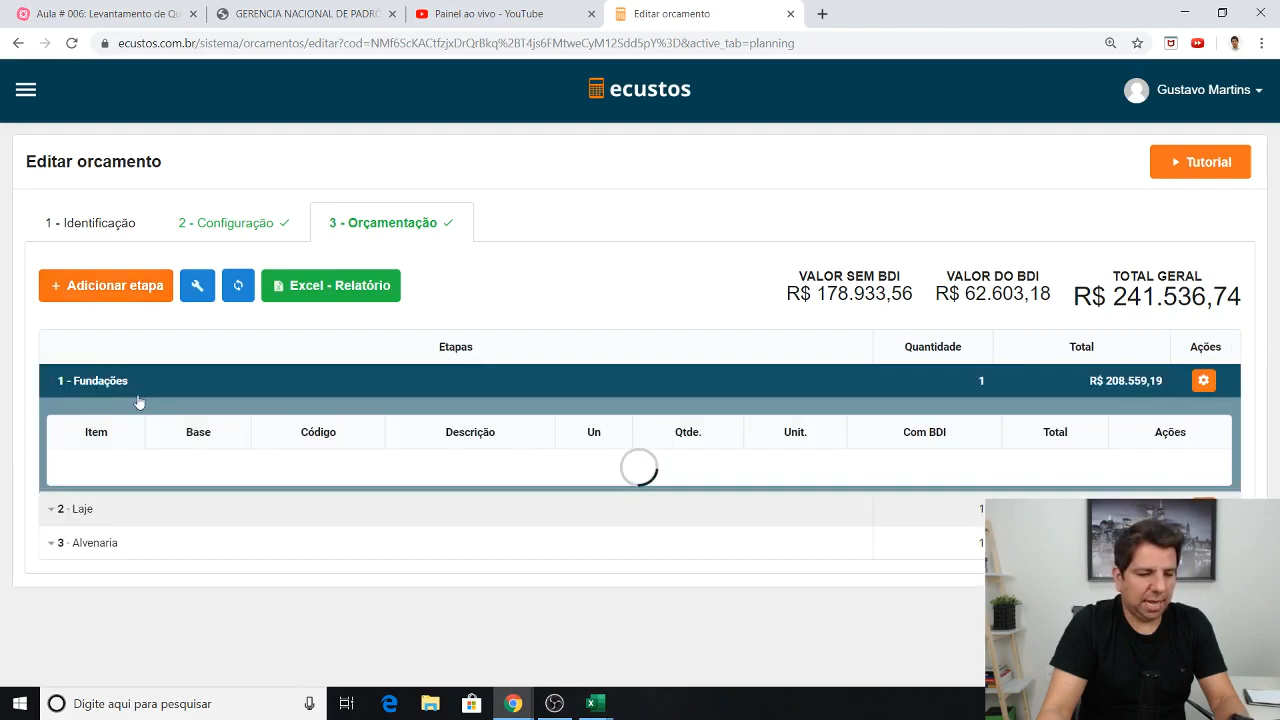 Aula # 006: Levantamento de Qu
GERENCIA NACIONAL DE PADRÕ
Painel ao vivo - YouTube
Editar orcamento
ecustos.com.br/sistema/orcamentos/editar?
&active_tab=planning
ecustos
Gustavo Martins
Editar orcamento
Tutorial
1 - Identificação
2 - Configuração
3 - Orçamentação
+ Adicionar etapa
Excel - Relatório
VALOR SEM BDI
R$ 178.933,56
VALOR DO BDI
R$ 62.603,18
TOTAL GERAL
R$ 241.536,74
Etapas
Quantidade
Total
Ações
1 - Fundações
1
R$ 208.559,19
Item
Base
Código
Descrição
Un
Qtde.
Unit.
Com BDI
Total
Ações
2 - Laje
1
3 - Alvenaria
1
Digite aqui para pesquisar